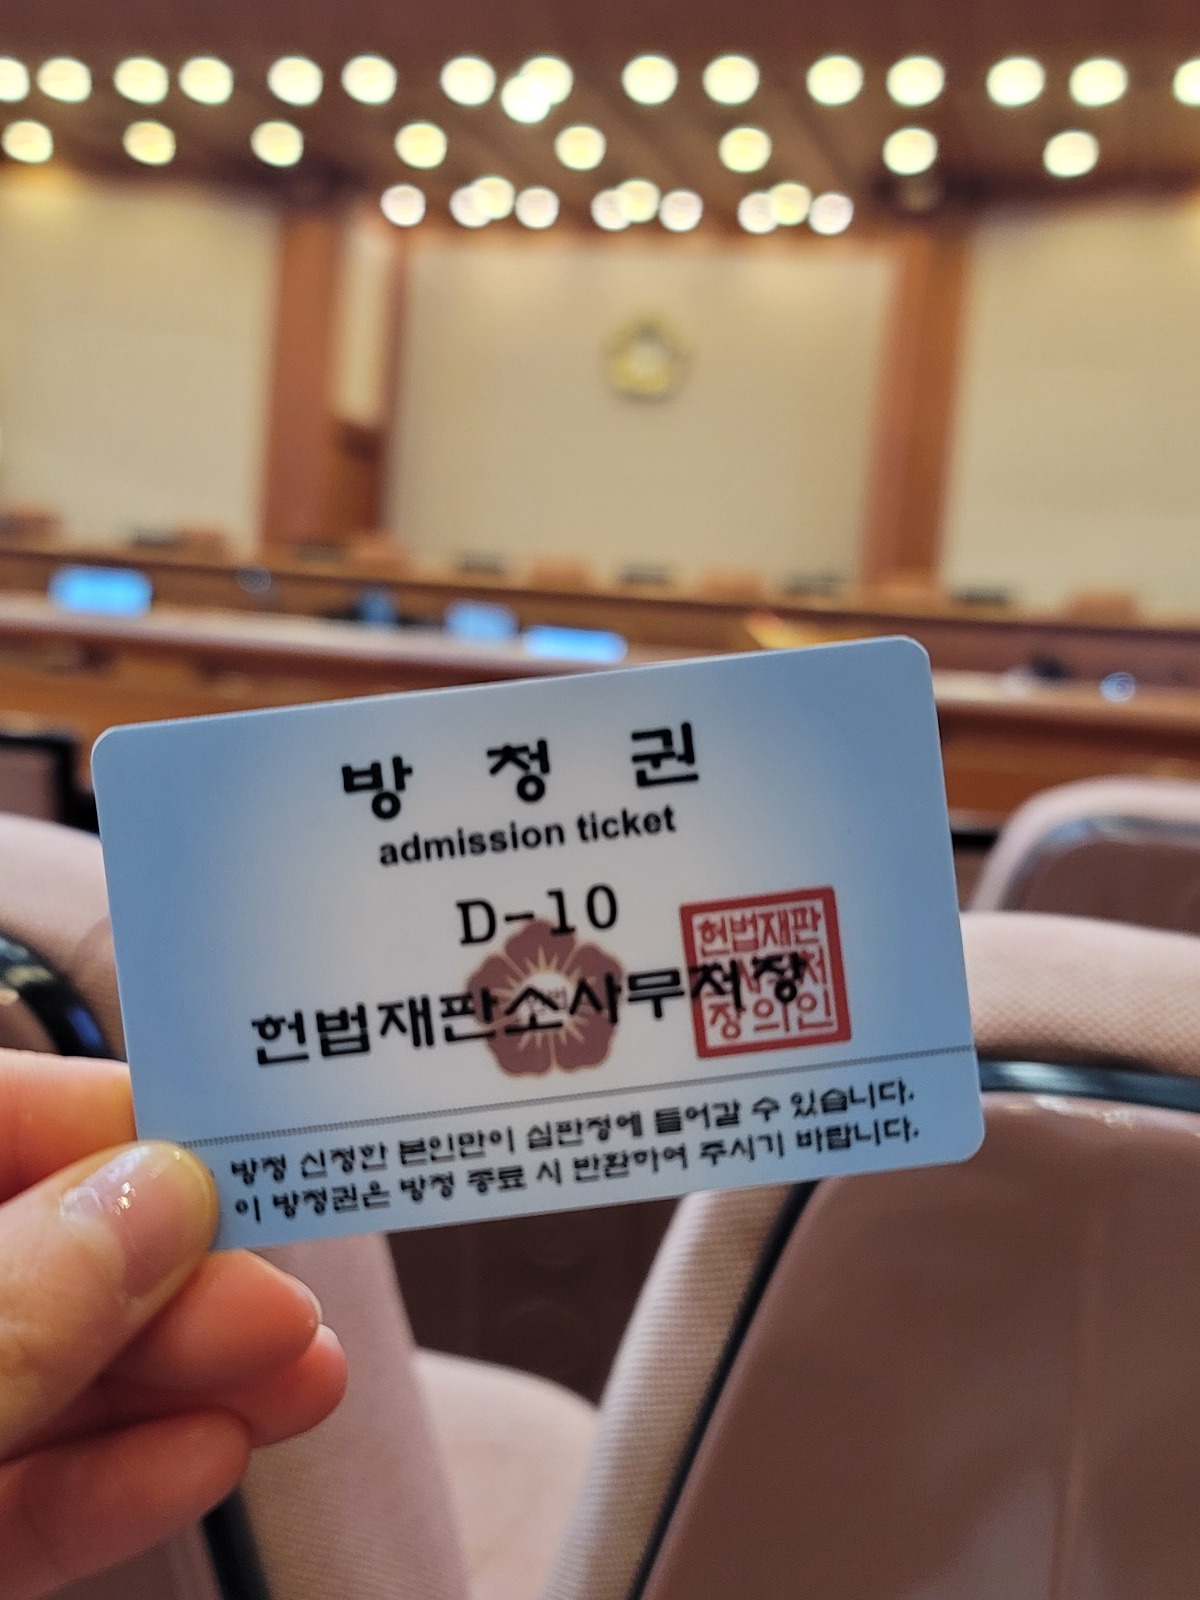 방 청 권
admission ticket
D-10
헌법재판소사무처장
헌법재판
소사무처
장의인
방청 신청한 본인만이 심판정에 들어갈 수 있습니다.
이 방청권은 방청 종료 시 반환하여 주시기 바랍니다.